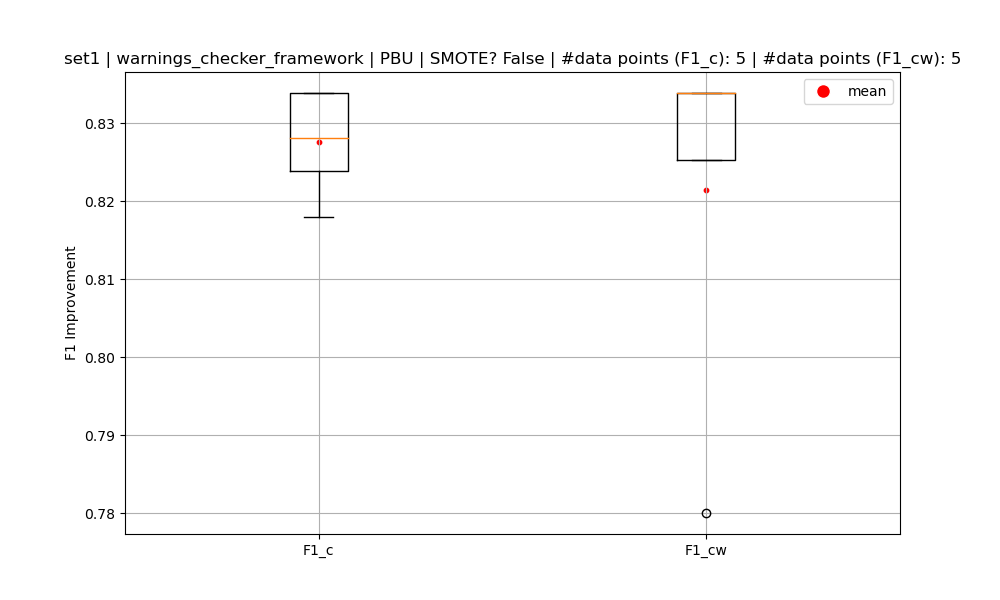 set1 | warnings_checker_framework | PBU | SMOTE? False | #data points (F1_c): 5 | #data points (F1_cw): 5
mean
0.83
0.82
0.81
0.80
0.79
0.78
F1 Improvement
F1_c
F1_cw